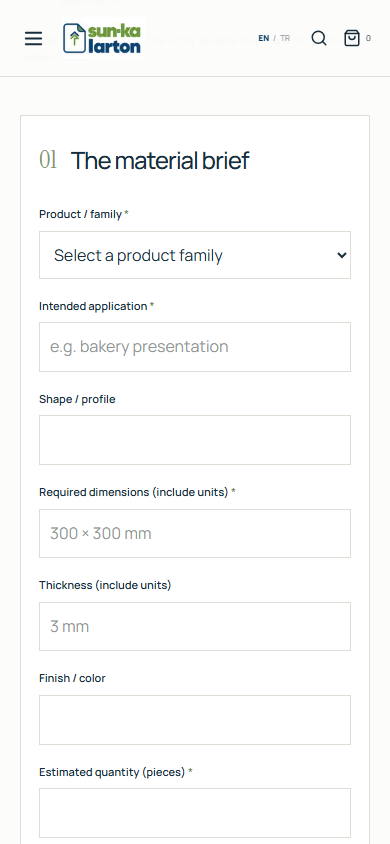 sun-ka
larton
EN / TR
0
01 The material brief
Product / family *
Select a product family
Intended application *
e.g. bakery presentation
Shape / profile
Required dimensions (include units) *
300 × 300 mm
Thickness (include units)
3 mm
Finish / color
Estimated quantity (pieces) *